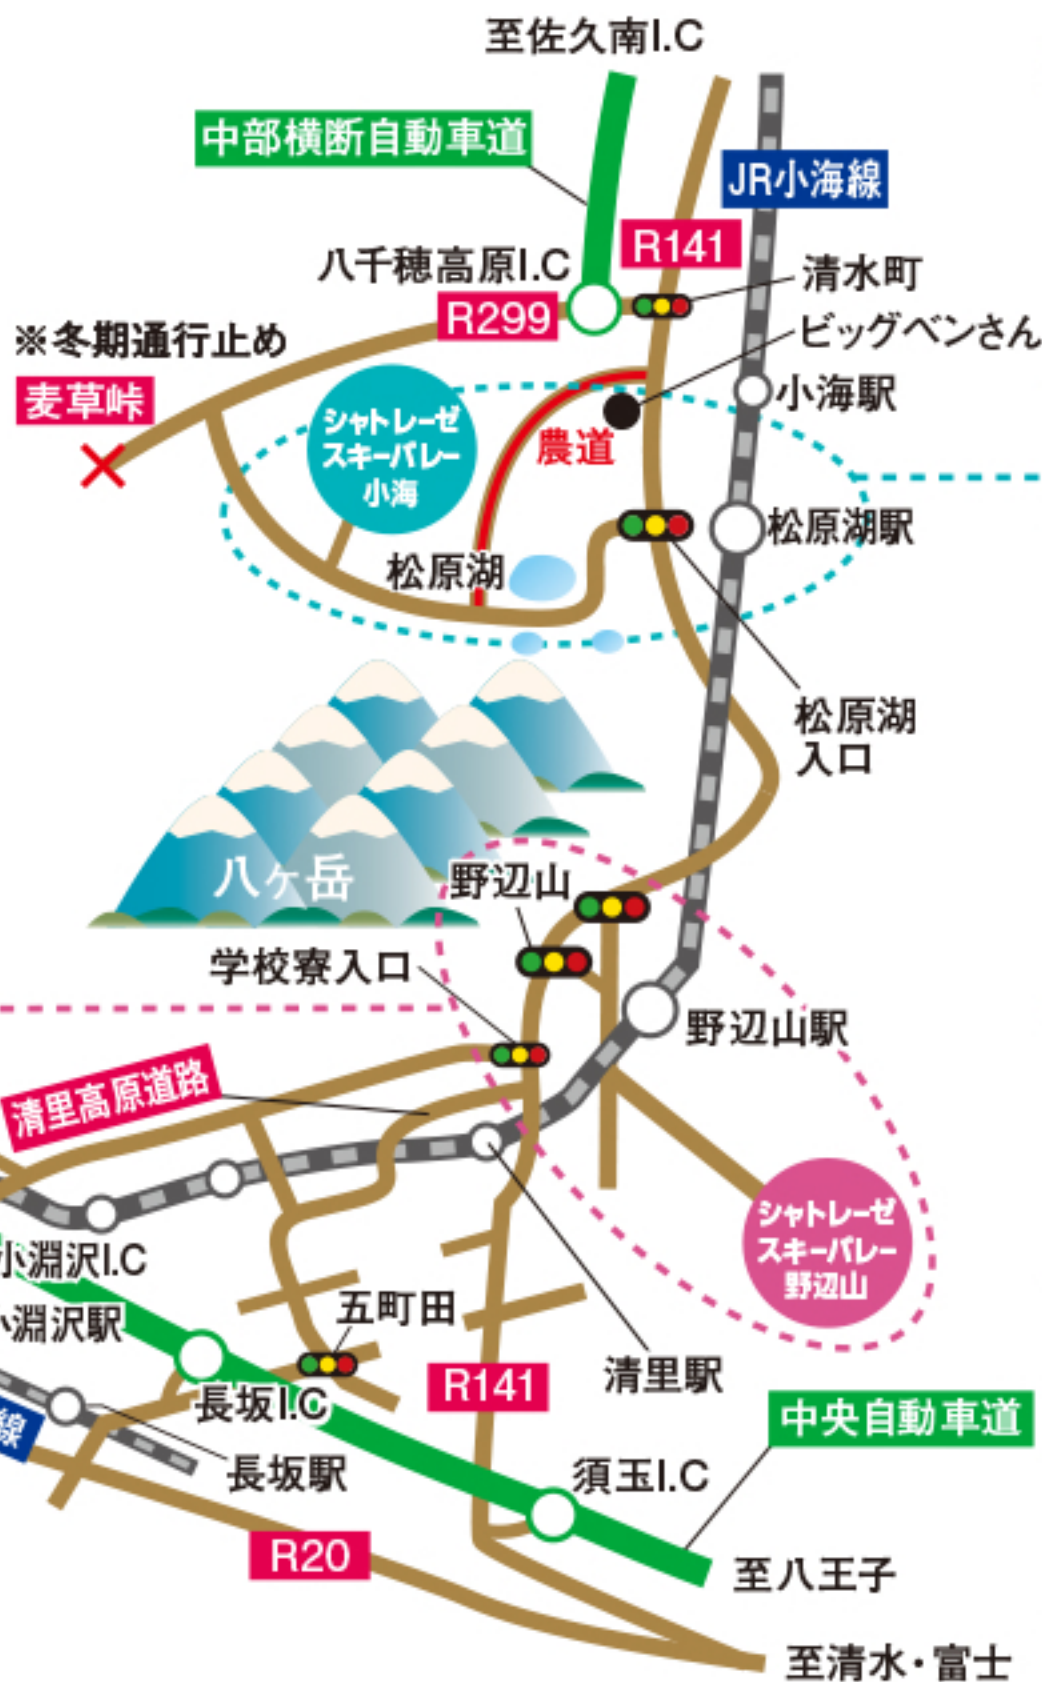 至佐久南I.C
中部横断自動車道
JR小海線
R141
八千穂高原I.C
清水町
R299
ビッグベンさん
※冬期通行止め
麦草峠
小海駅
シャトレーゼ
スキーバレー
小海
農道
松原湖駅
松原湖
松原湖
入口
八ヶ岳
野辺山
学校寮入口
野辺山駅
清里高原道路
シャトレーゼ
スキーバレー
野辺山
小淵沢I.C
小淵沢駅
五町田
清里駅
R141
長坂I.C
中央自動車道
線
長坂駅
須玉I.C
R20
至八王子
至清水・富士